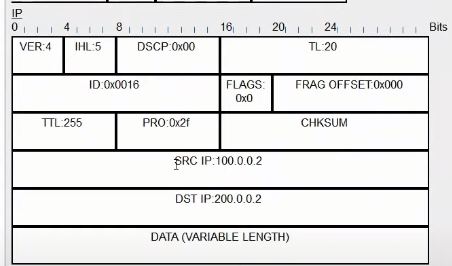 IP
0 4 8 16 20 24 Bits
VER:4 IHL:5 DSCP:0x00 TL:20
ID:0x0016 FLAGS: 0x0 FRAG OFFSET:0x000
TTL:255 PRO:0x2f CHKSUM
SRC IP:100.0.0.2
DST IP:200.0.0.2
DATA (VARIABLE LENGTH)